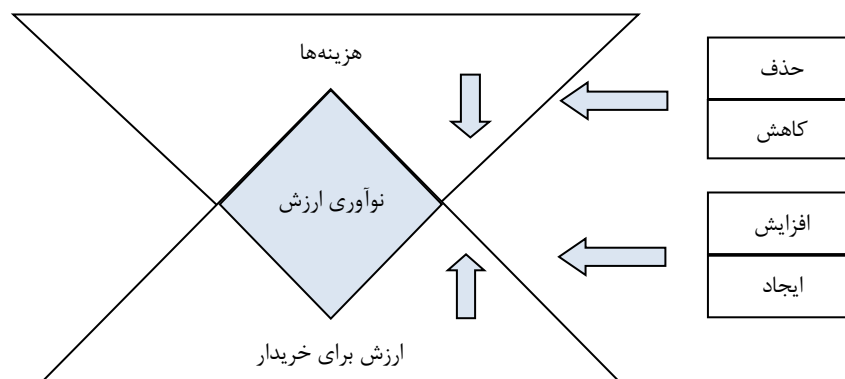 هزینه‌ها
حذف
کاهش
نوآوری ارزش
افزایش
ایجاد
ارزش برای خریدار